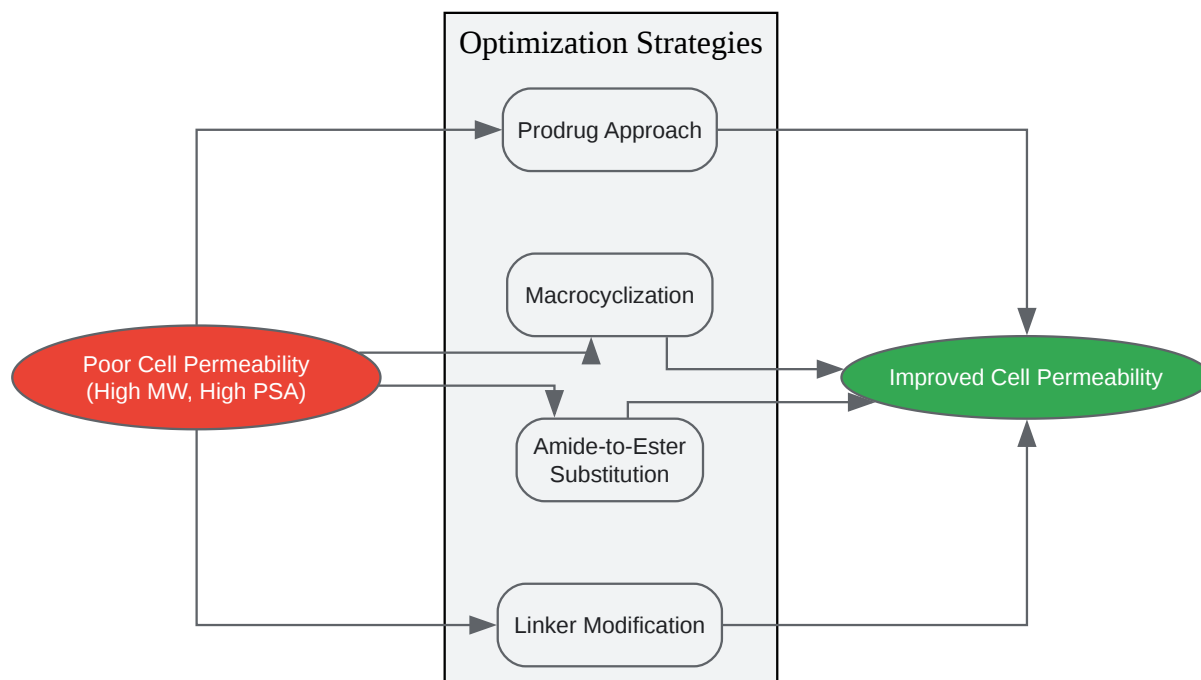 Optimization Strategies
Prodrug Approach
Macrocyclization
Poor Cell Permeability
(High MW, High PSA)
Improved Cell Permeability
Amide-to-Ester
Substitution
Linker Modification